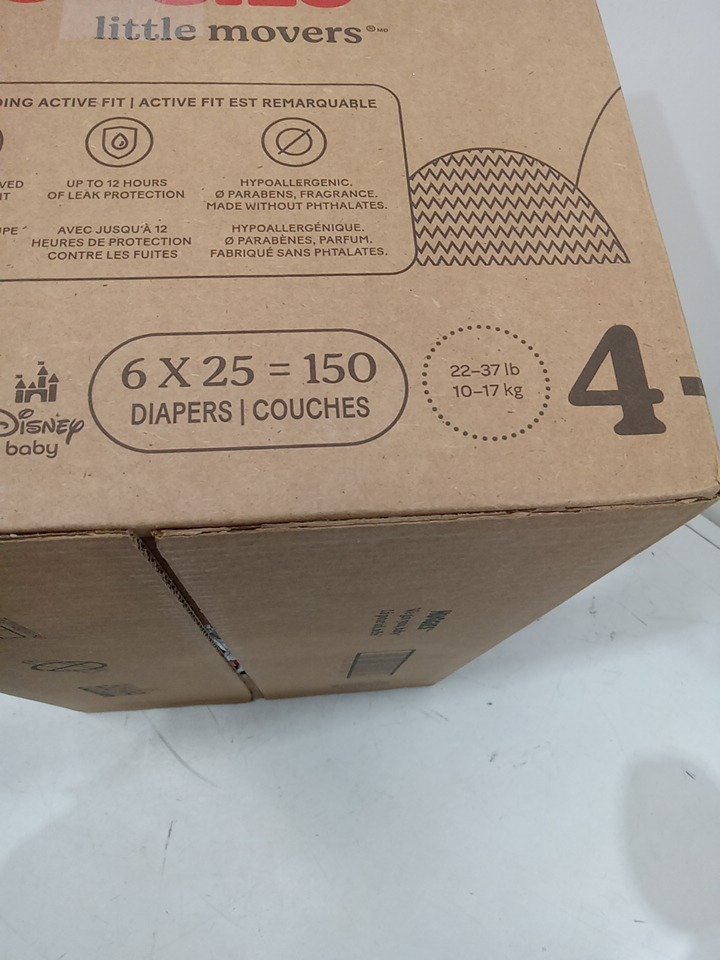 little movers®MD
DING ACTIVE FIT | ACTIVE FIT EST REMARQUABLE
UP TO 12 HOURS
OF LEAK PROTECTION
AVEC JUSQU'À 12
HEURES DE PROTECTION
CONTRE LES FUITES
HYPOALLERGENIC.
Ø PARABENS, FRAGRANCE.
MADE WITHOUT PHTHALATES.
HYPOALLERGÉNIQUE.
Ø PARABÈNES, PARFUM.
FABRIQUÉ SANS PHTALATES.
Disney
baby
6 X 25 = 150
DIAPERS | COUCHES
22–37 lb
10–17 kg
4